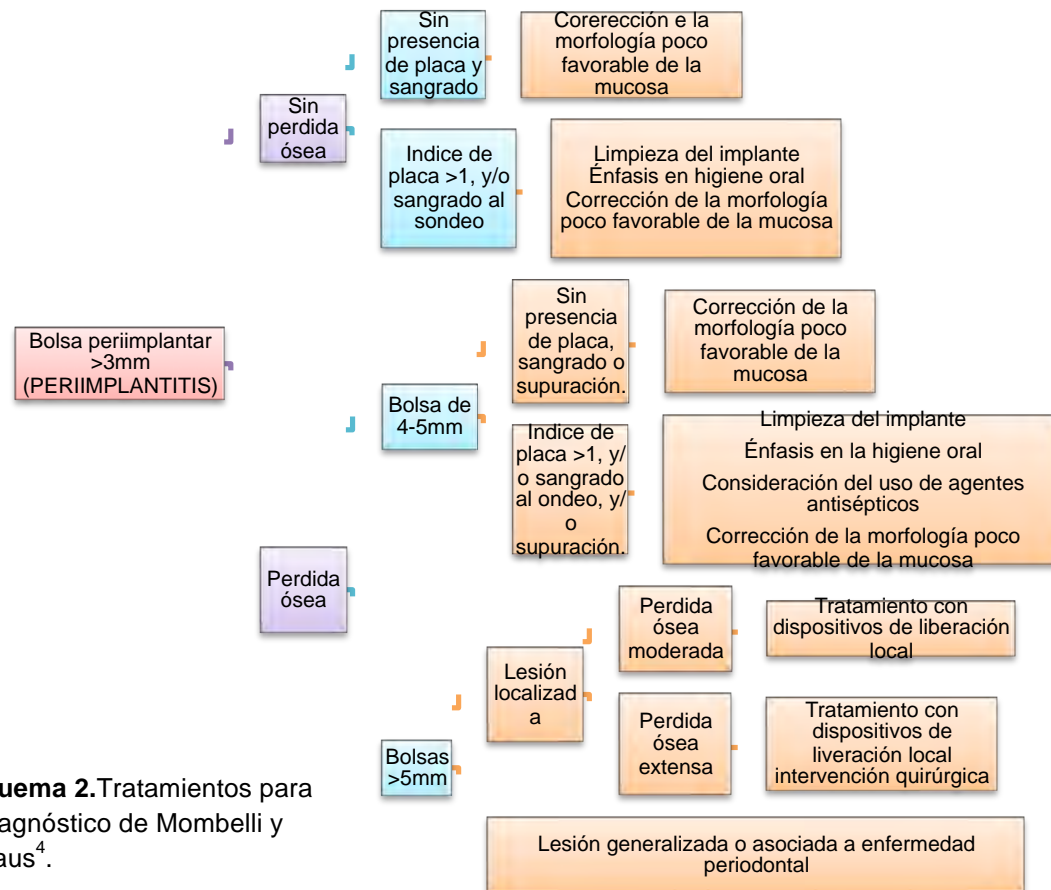 Sin
presencia
de placa y
sangrado
Corerección e la
morfología poco
favorable de la
mucosa
Sin
perdida
ósea
Indice de
placa >1, y/o
sangrado al
sondeo
Limpieza del implante
Énfasis en higiene oral
Corrección de la morfología
poco favorable de la mucosa
Bolsa periimplantar
>3mm
(PERIIMPLANTITIS)
Sin
presencia
de placa,
sangrado o
supuración.
Corrección de la
morfología poco
favorable de la
mucosa
Bolsa de
4-5mm
Indice de
placa >1, y/
o sangrado
al ondeo, y/
o
supuración.
Limpieza del implante
Énfasis en la higiene oral
Consideración del uso de agentes
antisépticos
Corrección de la morfología poco
favorable de la mucosa
Perdida
ósea
Perdida
ósea
moderada
Tratamiento con
dispositivos de liberación
local
Lesión
localizad
a
Perdida
ósea
extensa
Tratamiento con
dispositivos de
liveración local
intervención quirúrgica
Bolsas
>5mm
Lesión generalizada o asociada a enfermedad
periodontal
uema 2.Tratamientos para
agnóstico de Mombelli y
aus4.